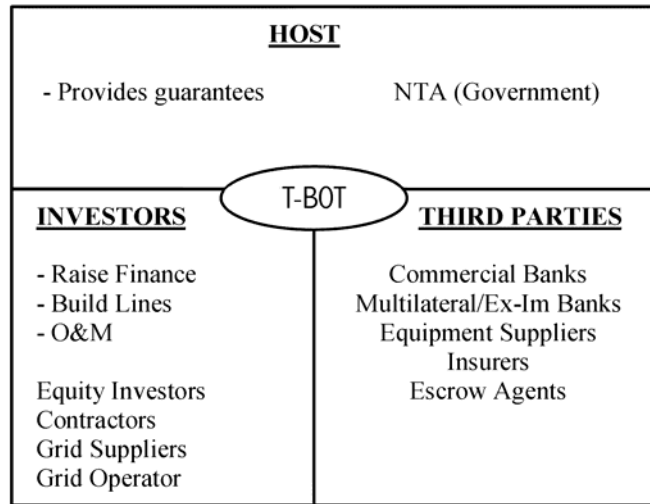 HOST
- Provides guarantees NTA (Government)
T-BOT
INVESTORS
- Raise Finance
- Build Lines
- O&M
Equity Investors
Contractors
Grid Suppliers
Grid Operator
THIRD PARTIES
Commercial Banks
Multilateral/Ex-Im Banks
Equipment Suppliers
Insurers
Escrow Agents